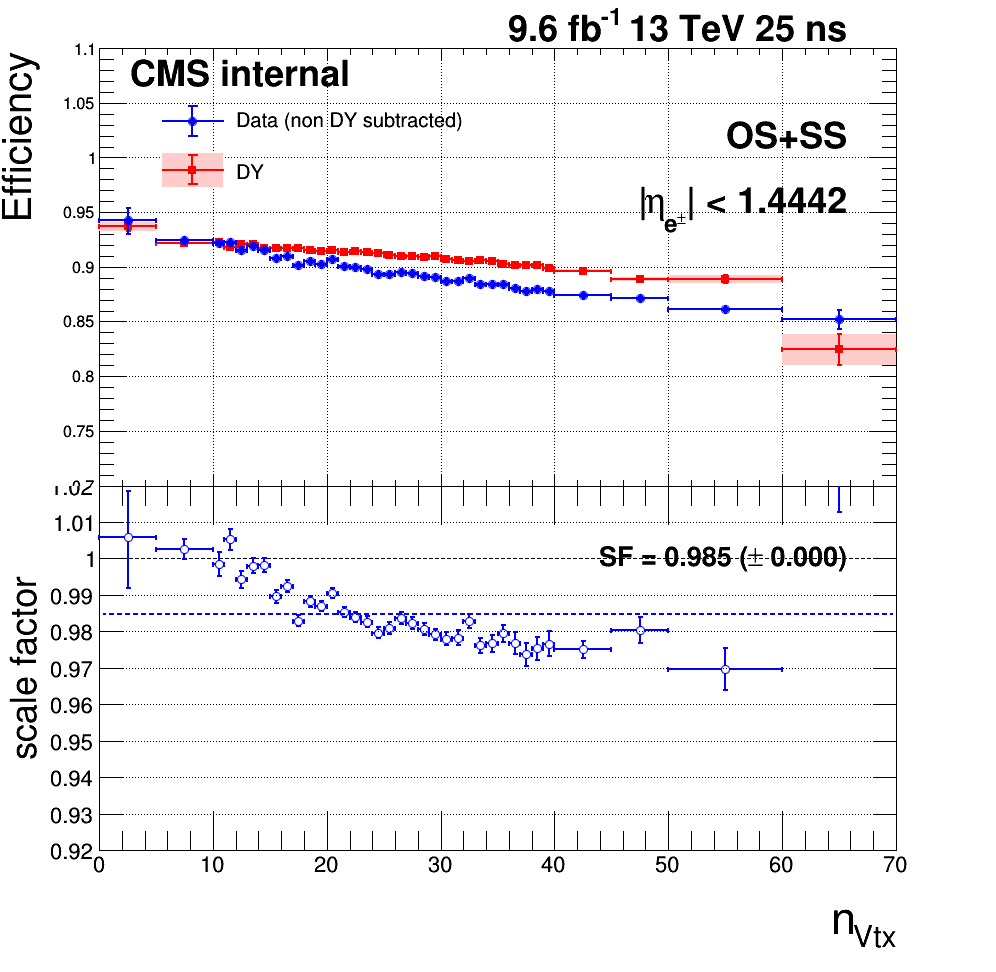 9.6 fb⁻¹ 13 TeV 25 ns
CMS internal
Data (non DY subtracted)
DY
OS+SS
|ηe±| < 1.4442
Efficiency
1.1
1.05
1
0.95
0.9
0.85
0.8
0.75
1.02
1.01
1
0.99
0.98
0.97
0.96
0.95
0.94
0.93
0.92
SF = 0.985 (± 0.000)
scale factor
0 10 20 30 40 50 60 70
nVtx